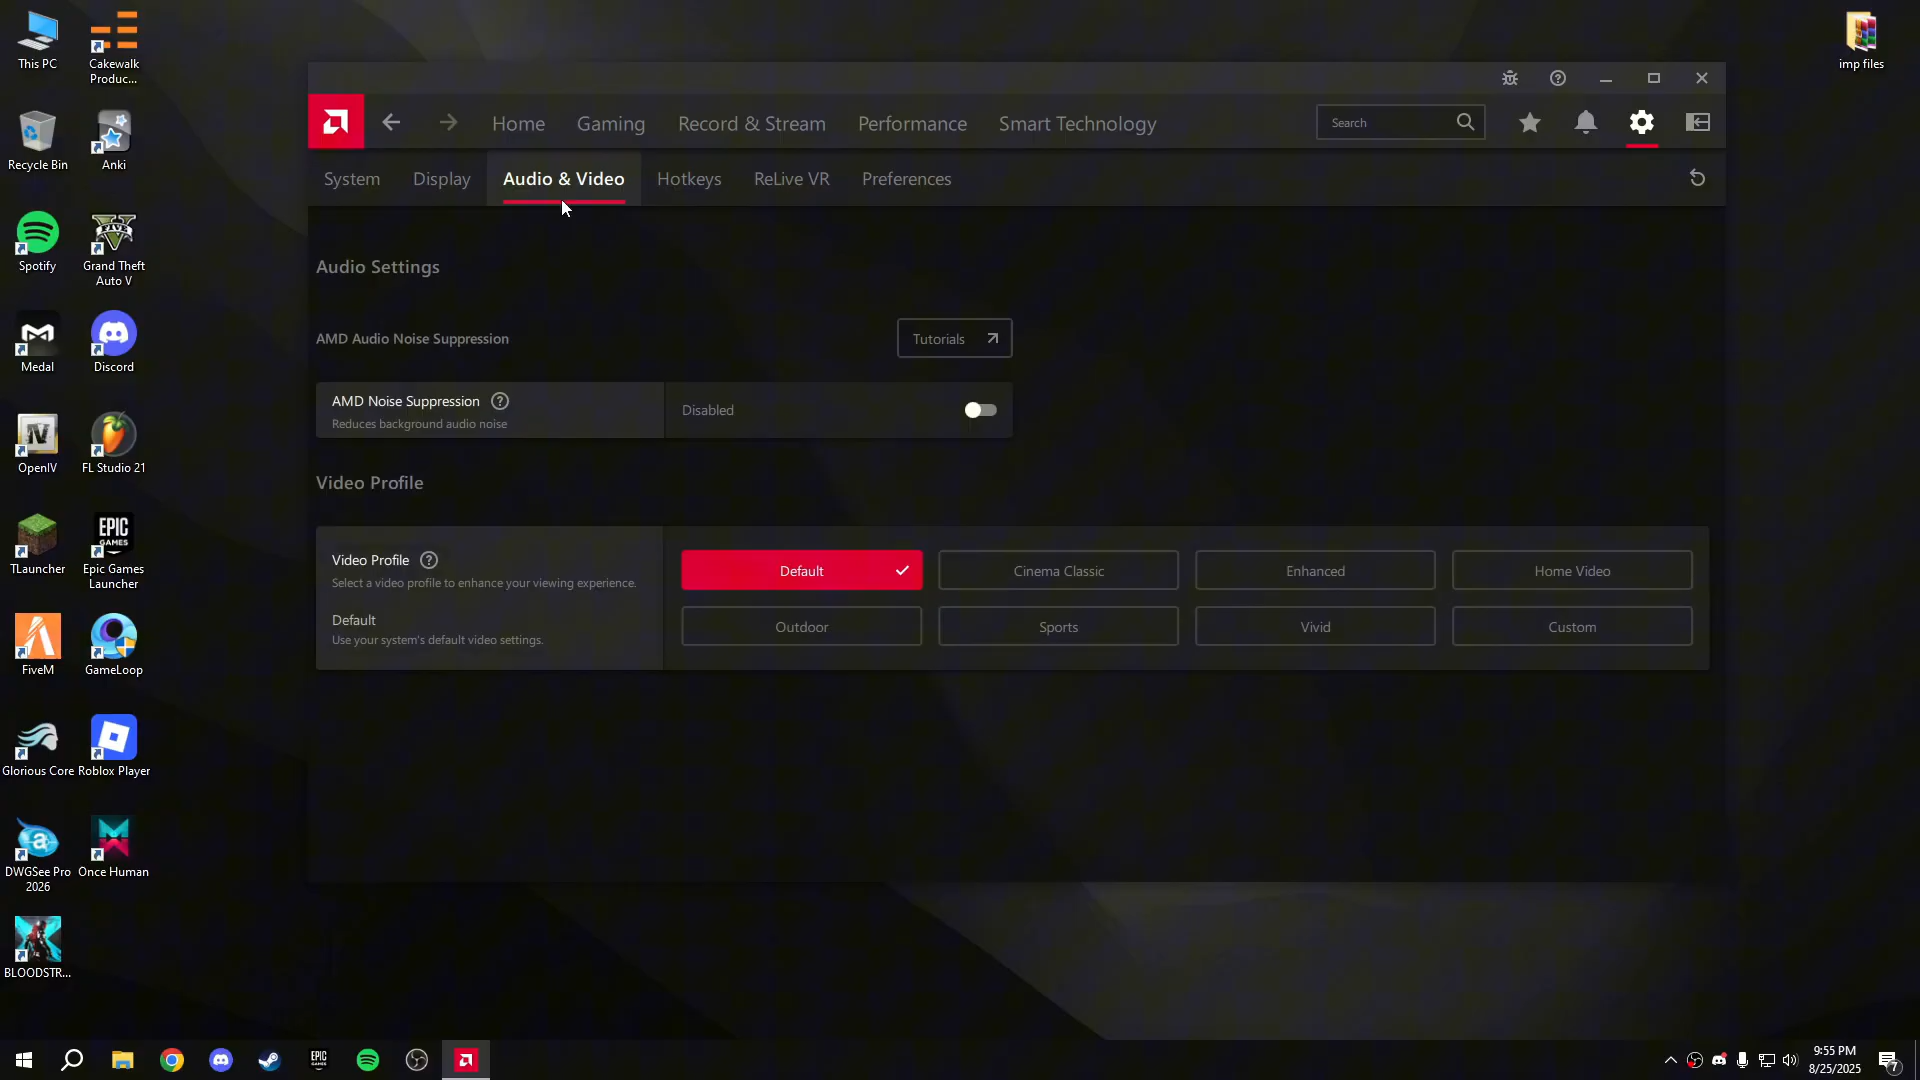 This PC
Cakewalk
Produc...
imp files
Recycle Bin
Anki
Spotify
Grand Theft
Auto V
Medal
Discord
OpenIV
FL Studio 21
TLauncher
EPIC
GAMES
Epic Games
Launcher
FiveM
GameLoop
Glorious Core
Roblox Player
DWGSee Pro
2026
Once Human
BLOODSTR...
Home
Gaming
Record & Stream
Performance
Smart Technology
Search
System
Display
Audio & Video
Hotkeys
ReLive VR
Preferences
Audio Settings
AMD Audio Noise Suppression
Tutorials
AMD Noise Suppression
Reduces background audio noise
Disabled
Video Profile
Video Profile
Select a video profile to enhance your viewing experience.
Default
Use your system's default video settings.
Default
Cinema Classic
Enhanced
Home Video
Outdoor
Sports
Vivid
Custom
EPIC
9:55 PM
8/25/2025
7